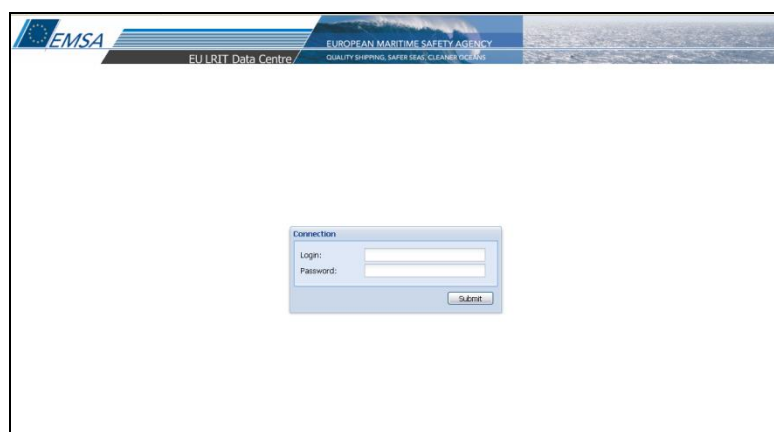 EMSA
EUROPEAN MARITIME SAFETY AGENCY
EU LRIT Data Centre
QUALITY SHIPPING, SAFER SEAS, CLEANER OCEANS
Connection
Login:
Password:
Submit